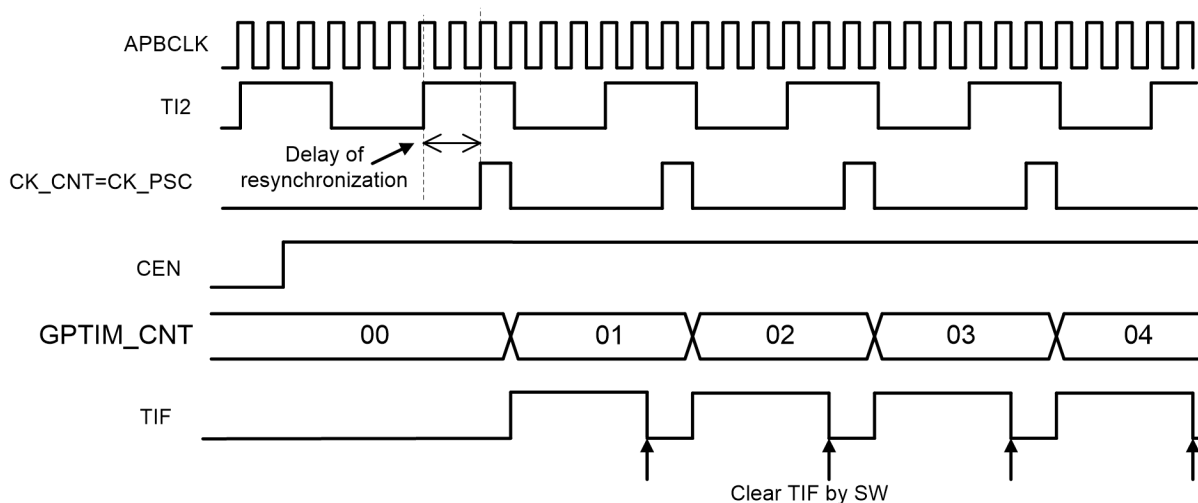 APBCLK
TI2
Delay of
resynchronization
CK_CNT=CK_PSC
CEN
GPTIM_CNT
00
01
02
03
04
TIF
Clear TIF by SW